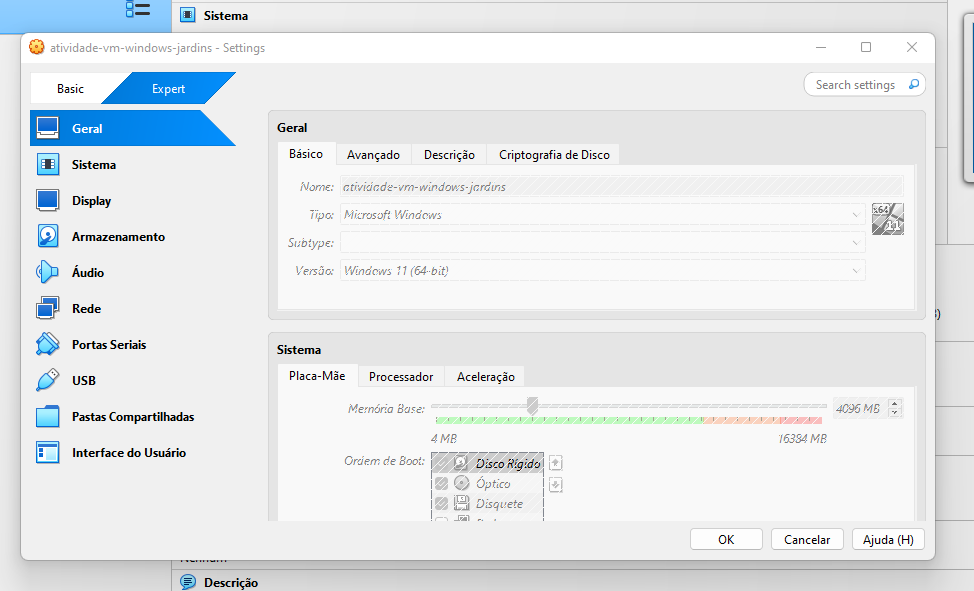 Sistema
atividade-vm-windows-jardins - Settings
Basic
Expert
Search settings
Geral
Sistema
Display
Armazenamento
Áudio
Rede
Portas Seriais
USB
Pastas Compartilhadas
Interface do Usuário
Geral
Básico
Avançado
Descrição
Criptografia de Disco
Nome: atividade-vm-windows-jardins
Tipo: Microsoft Windows
x64
11
Subtype:
Versão: Windows 11 (64-bit)
Sistema
Placa-Mãe
Processador
Aceleração
Memória Base: 4096 MB
4 MB
16384 MB
Ordem de Boot: Disco Rígido
Óptico
Disquete
OK
Cancelar
Ajuda (H)
Descrição